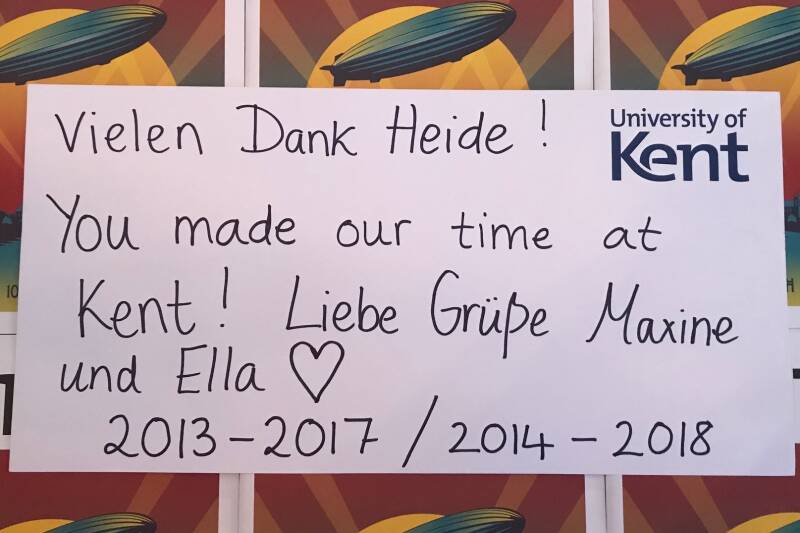 Vielen Dank Heide!
University of
Kent
You made our time at
Kent! Liebe Grüße Maxine
und Ella ♡
2013-2017 / 2014 - 2018